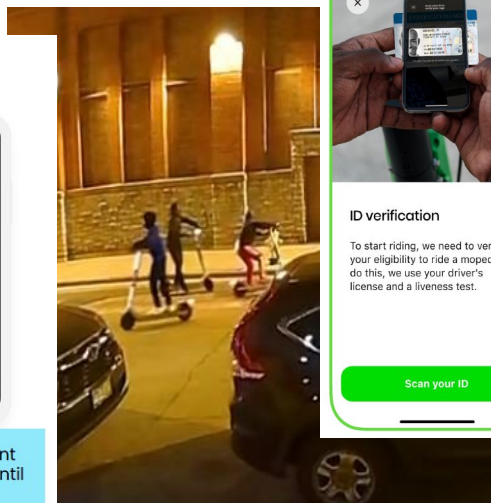 ID verification
To start riding, we need to ver
your eligibility to ride a moped
do this, we use your driver's
license and a liveness test.
Scan your ID
nt
ntil